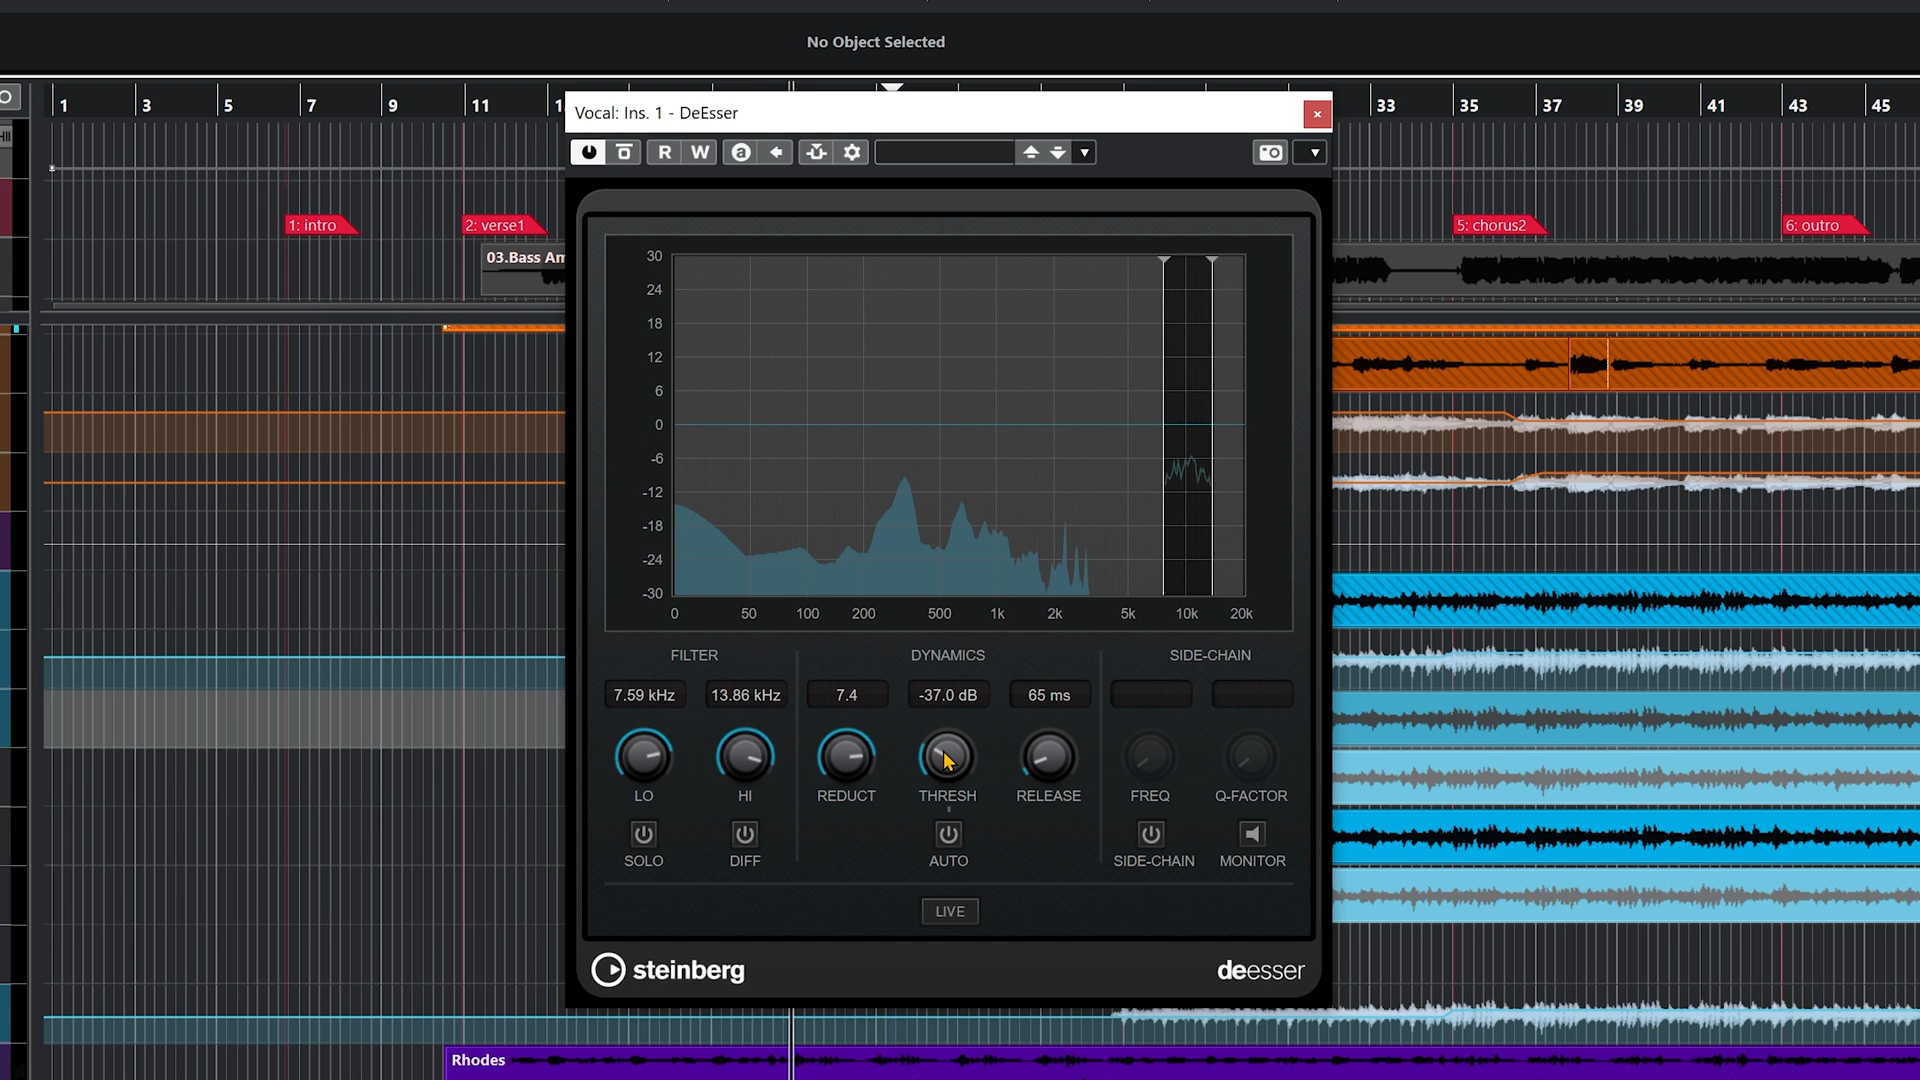 No Object Selected
1 3 5 7 9 11 33 35 37 39 41 43 45
Vocal: Ins. 1 - DeEsser
R W a
1: intro
2: verse1
5: chorus2
6: outro
03.Bass Am
30
24
18
12
6
0
-6
-12
-18
-24
-30
0 50 100 200 500 1k 2k 5k 10k 20k
FILTER DYNAMICS SIDE-CHAIN
7.59 kHz 13.86 kHz 7.4 -37.0 dB 65 ms
LO HI REDUCT THRESH RELEASE FREQ Q-FACTOR
SOLO DIFF AUTO SIDE-CHAIN MONITOR
LIVE
steinberg deesser
Rhodes